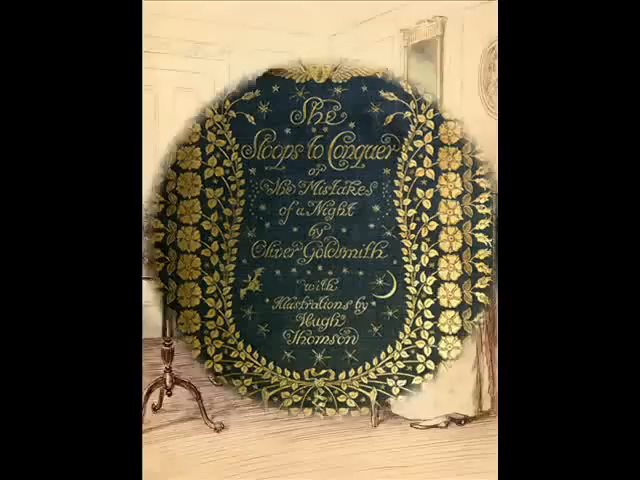 She
Stoops to Conquer
or
The Mistakes
of a Night
by
Oliver Goldsmith
with
Illustrations by
Hugh
Thomson